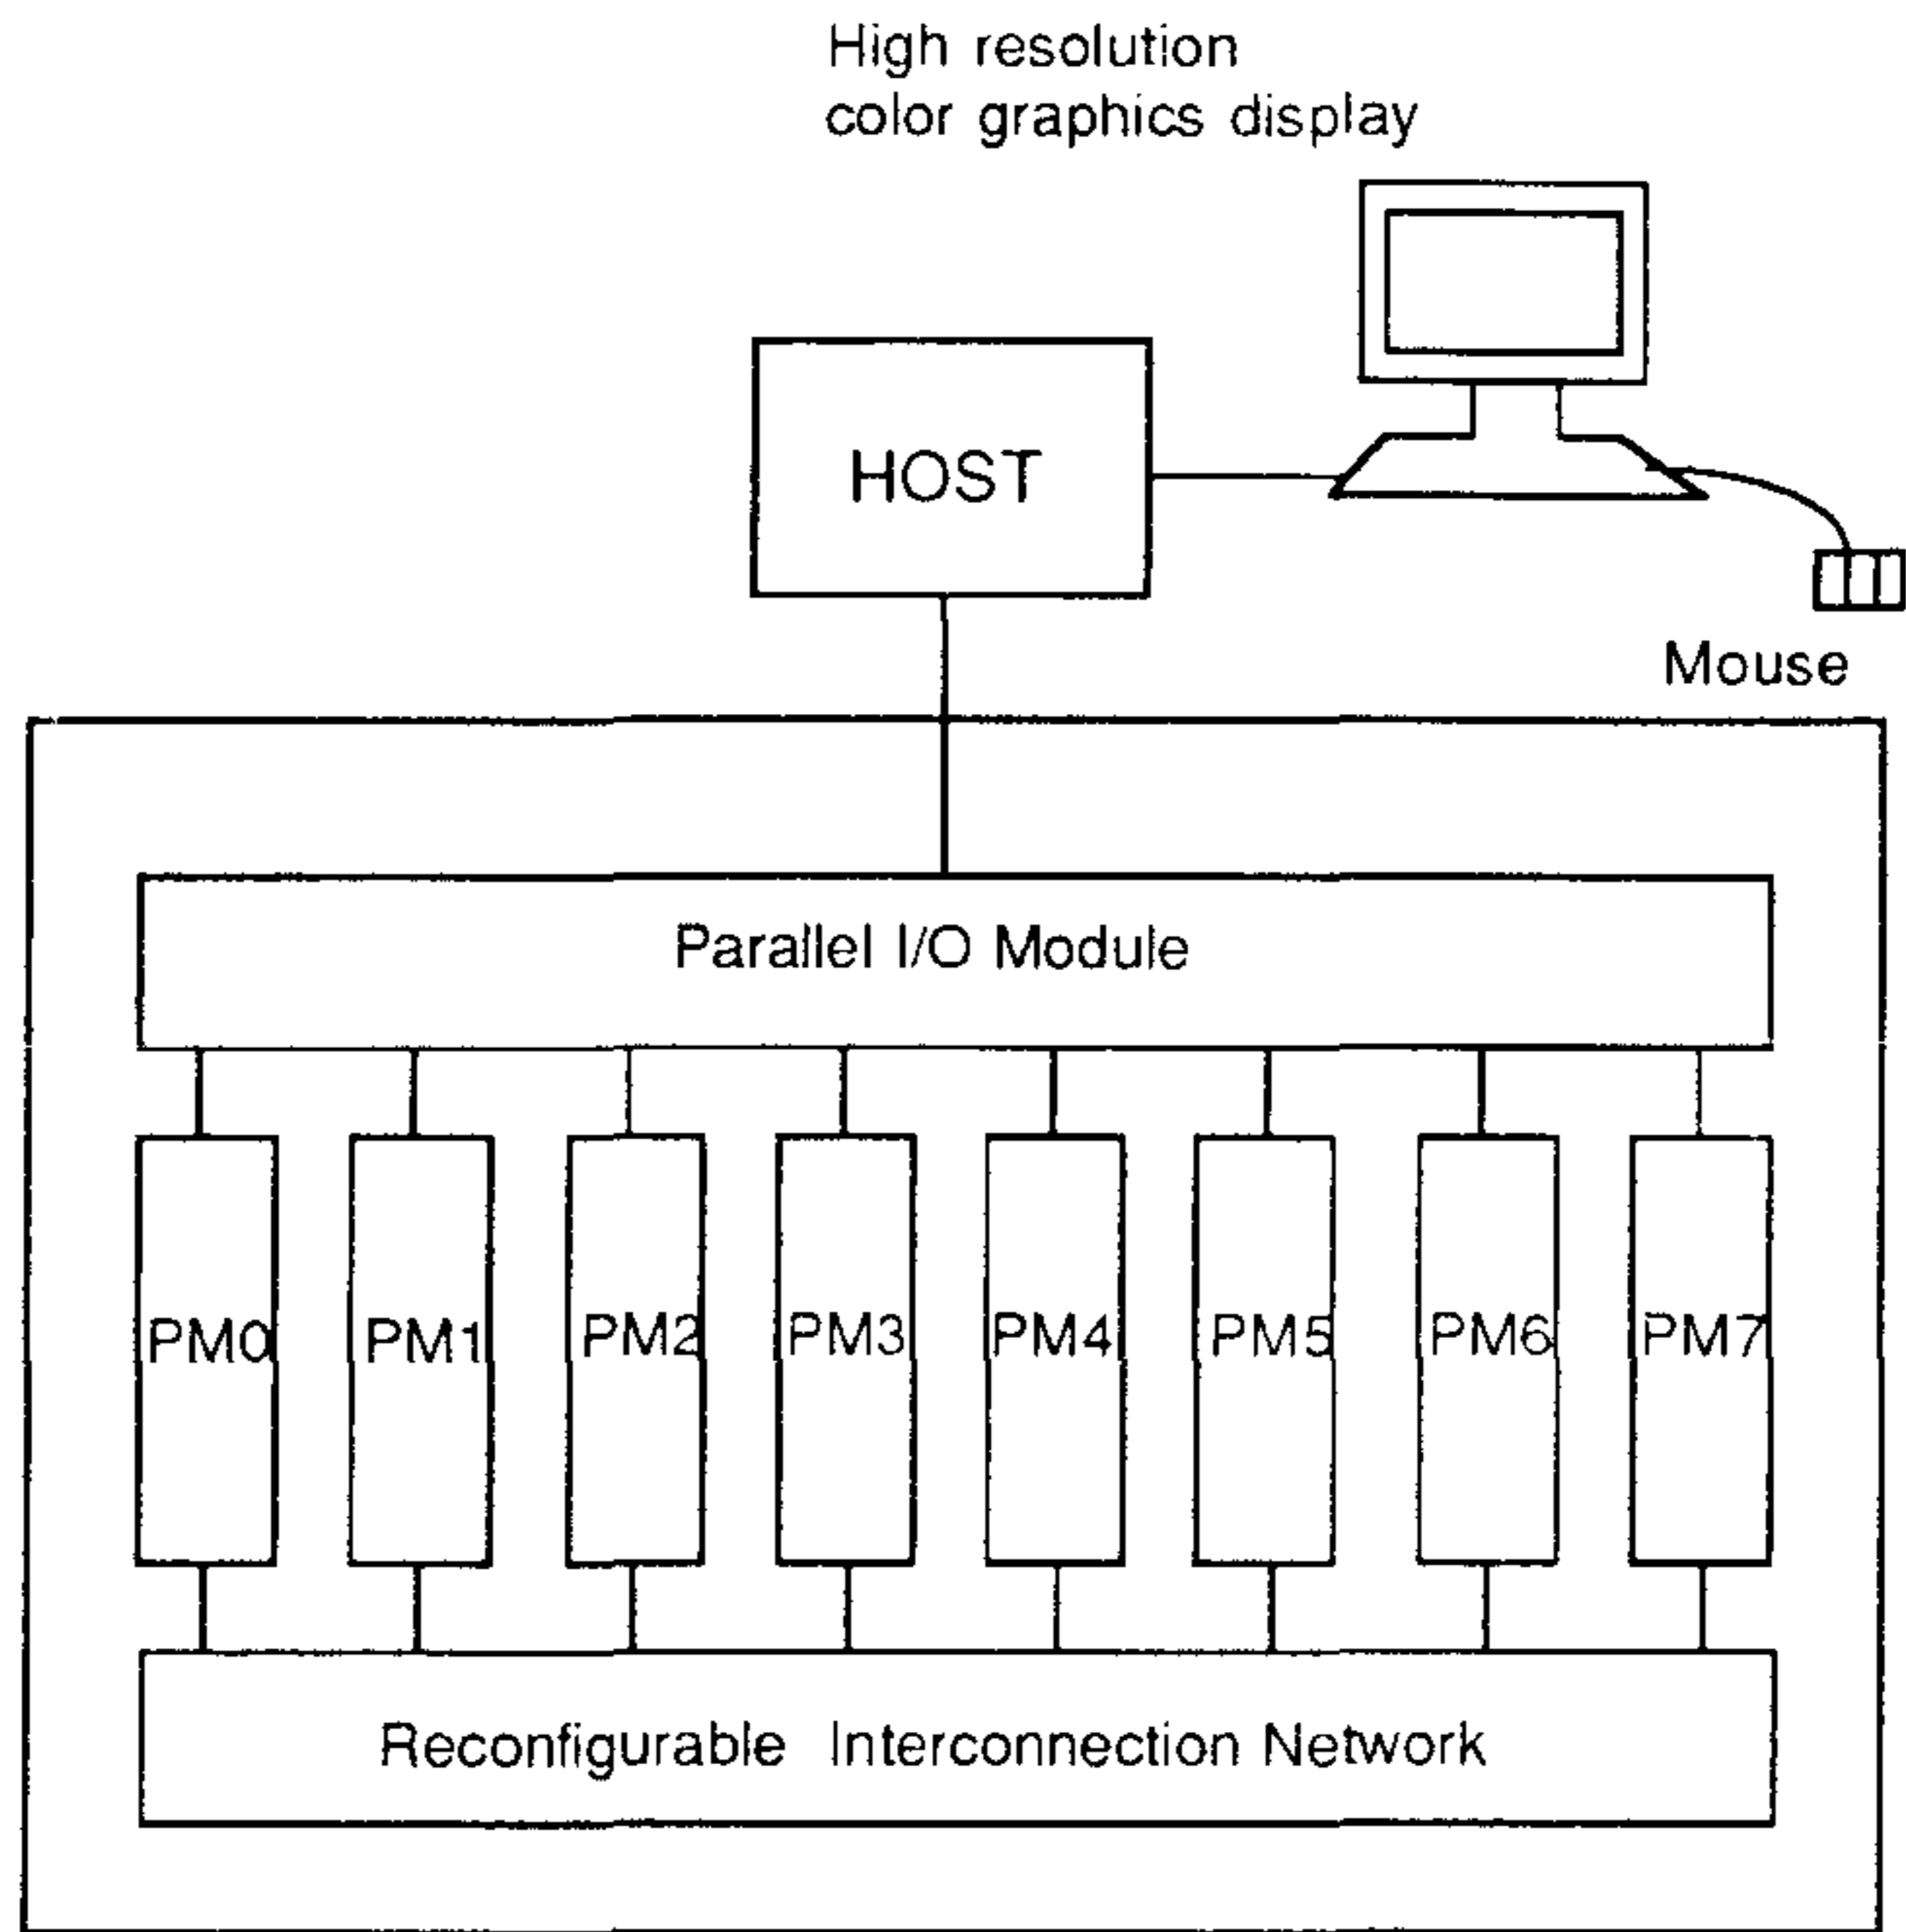 High resolution
color graphics display
HOST
Mouse
Parallel I/O Module
PM0 PM1 PM2 PM3 PM4 PM5 PM6 PM7
Reconfigurable Interconnection Network